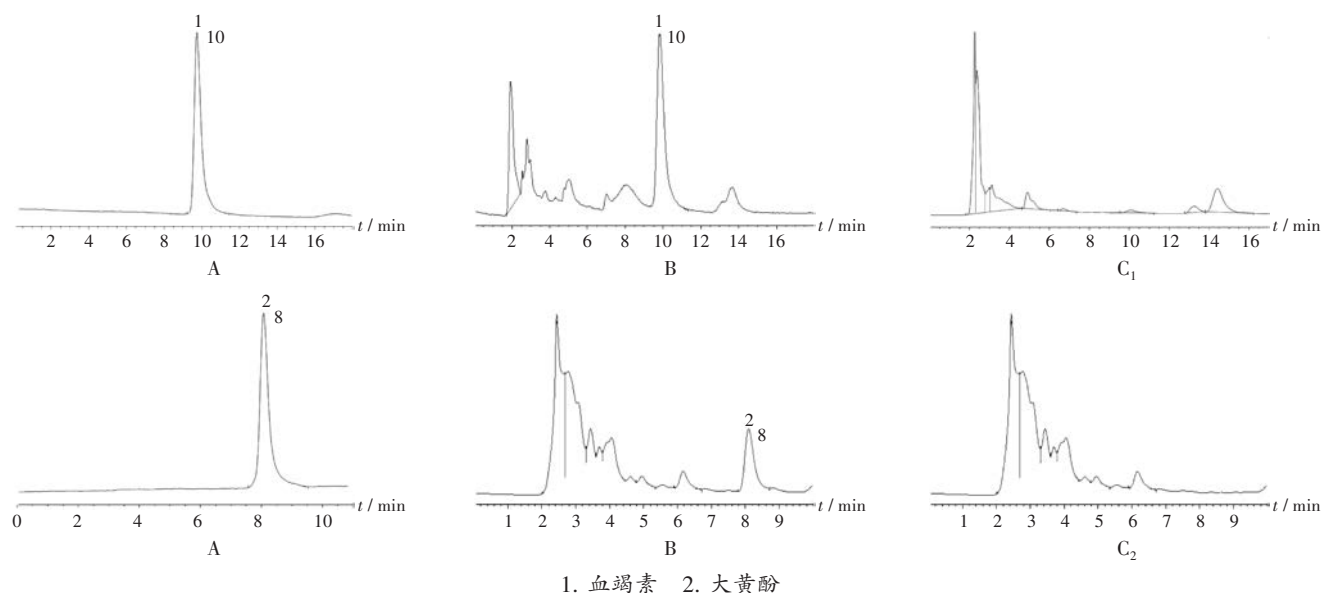 1
10
1
10
t / min
t / min
t / min
2 4 6 8 10 12 14 16
2 4 6 8 10 12 14 16
2 4 6 8 10 12 14 16
A
B
C₁
2
8
2
8
t / min
t / min
t / min
0 2 4 6 8 10
1 2 3 4 5 6 7 8 9
1 2 3 4 5 6 7 8 9
A
B
C₂
1. 血竭素 2. 大黄酚